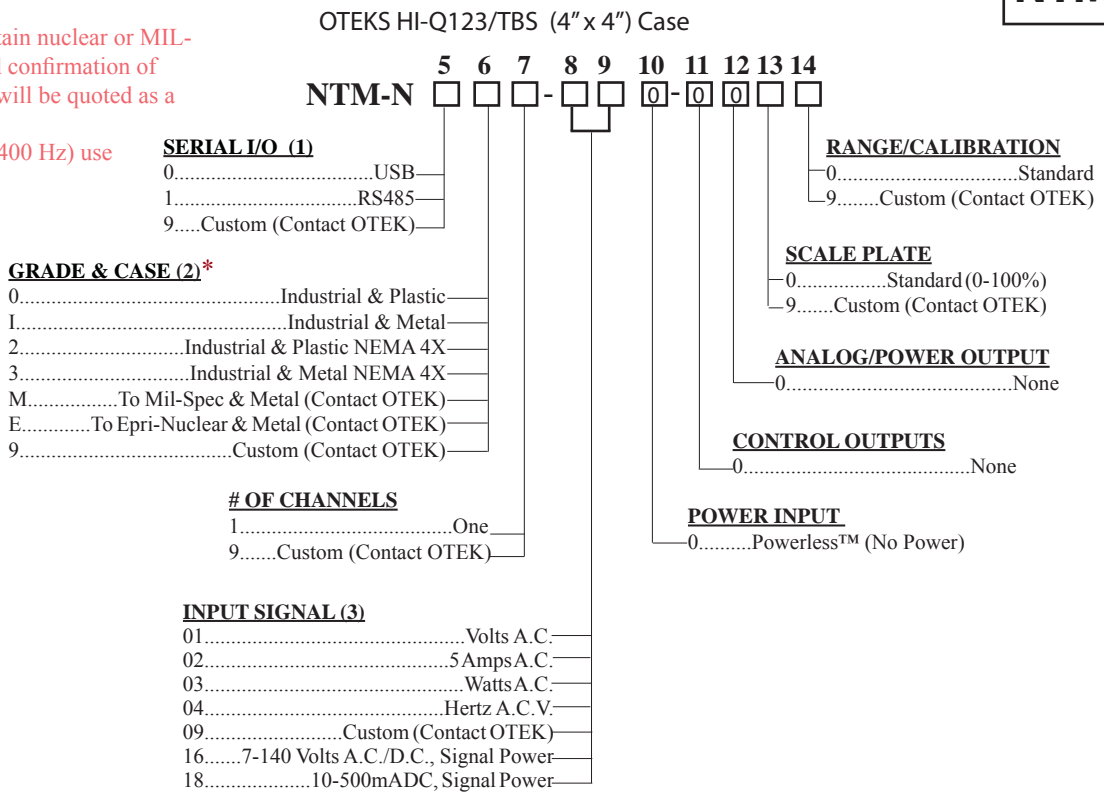 OTEKS HI-Q123/TBS (4” x 4”) Case
tain nuclear or MIL-
confirmation of
will be quoted as a
400 Hz) use
5 6 7 8 9 10 11 12 13 14
NTM-N □ □ □ - □ □ 0 - 0 0 □ □
SERIAL I/O (1)
0..................................USB
1...............................RS485
9.....Custom (Contact OTEK)
GRADE & CASE (2)*
0.............................................Industrial & Plastic
I..............................................Industrial & Metal
2............................Industrial & Plastic NEMA 4X
3............................Industrial & Metal NEMA 4X
M................To Mil-Spec & Metal (Contact OTEK)
E............To Epri-Nuclear & Metal (Contact OTEK)
9....................................Custom (Contact OTEK)
# OF CHANNELS
1....................................One
9.......Custom (Contact OTEK)
INPUT SIGNAL (3)
01............................................Volts A.C.
02.........................................5 Amps A.C.
03............................................Watts A.C.
04.........................................Hertz A.C.V.
09.......................Custom (Contact OTEK)
16.......7-140 Volts A.C./D.C., Signal Power
18..................10-500mADC, Signal Power
RANGE/CALIBRATION
0...............................Standard
9........Custom (Contact OTEK)
SCALE PLATE
0.................Standard (0-100%)
9.......Custom (Contact OTEK)
ANALOG/POWER OUTPUT
0.......................................None
CONTROL OUTPUTS
0.......................................None
POWER INPUT
0..........Powerless™ (No Power)